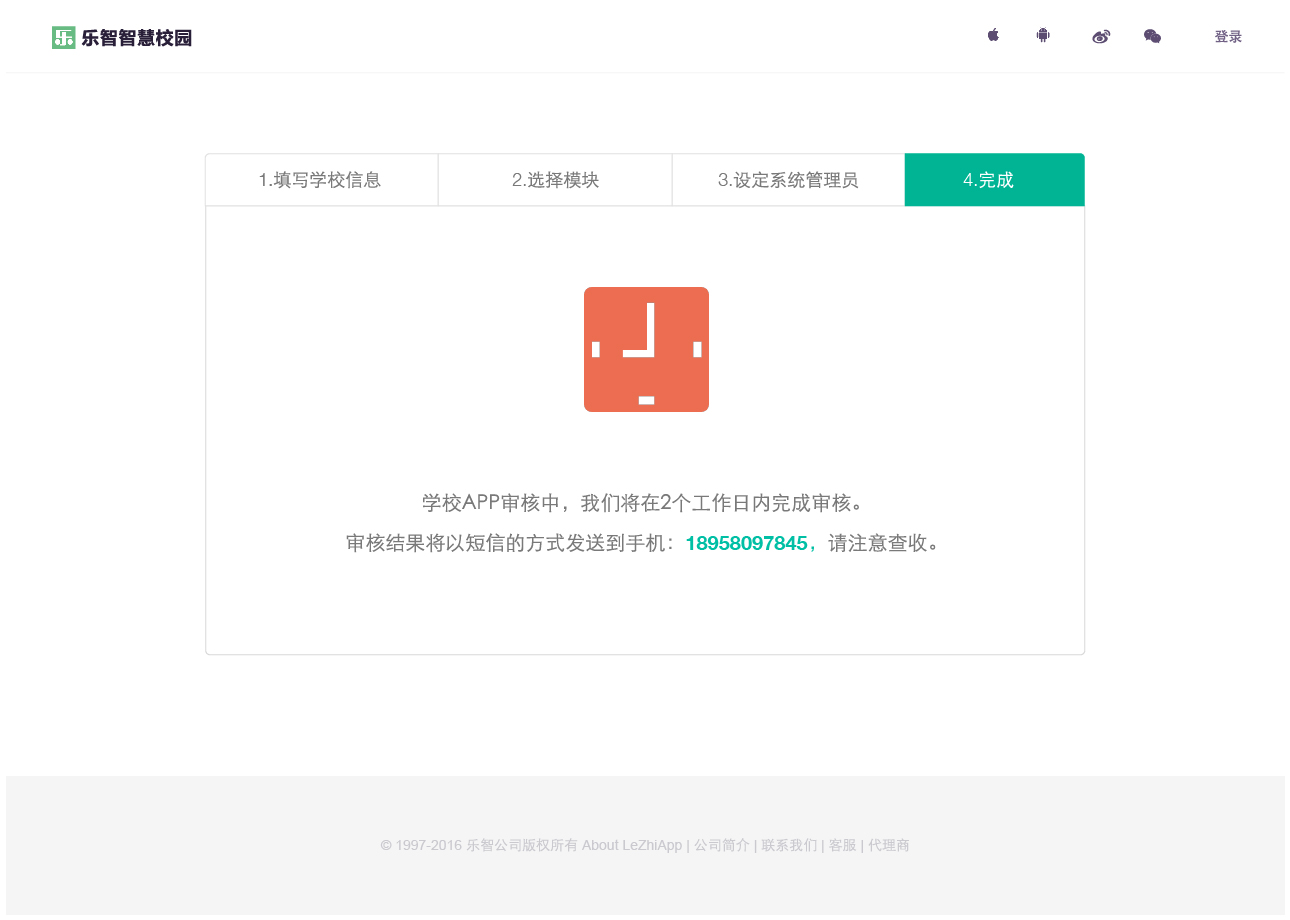 乐智智慧校园
登录
1.填写学校信息
2.选择模块
3.设定系统管理员
4.完成
学校APP审核中，我们将在2个工作日内完成审核。
审核结果将以短信的方式发送到手机：18958097845，请注意查收。
© 1997-2016 乐智公司版权所有 About LeZhiApp | 公司简介 | 联系我们 | 客服 | 代理商